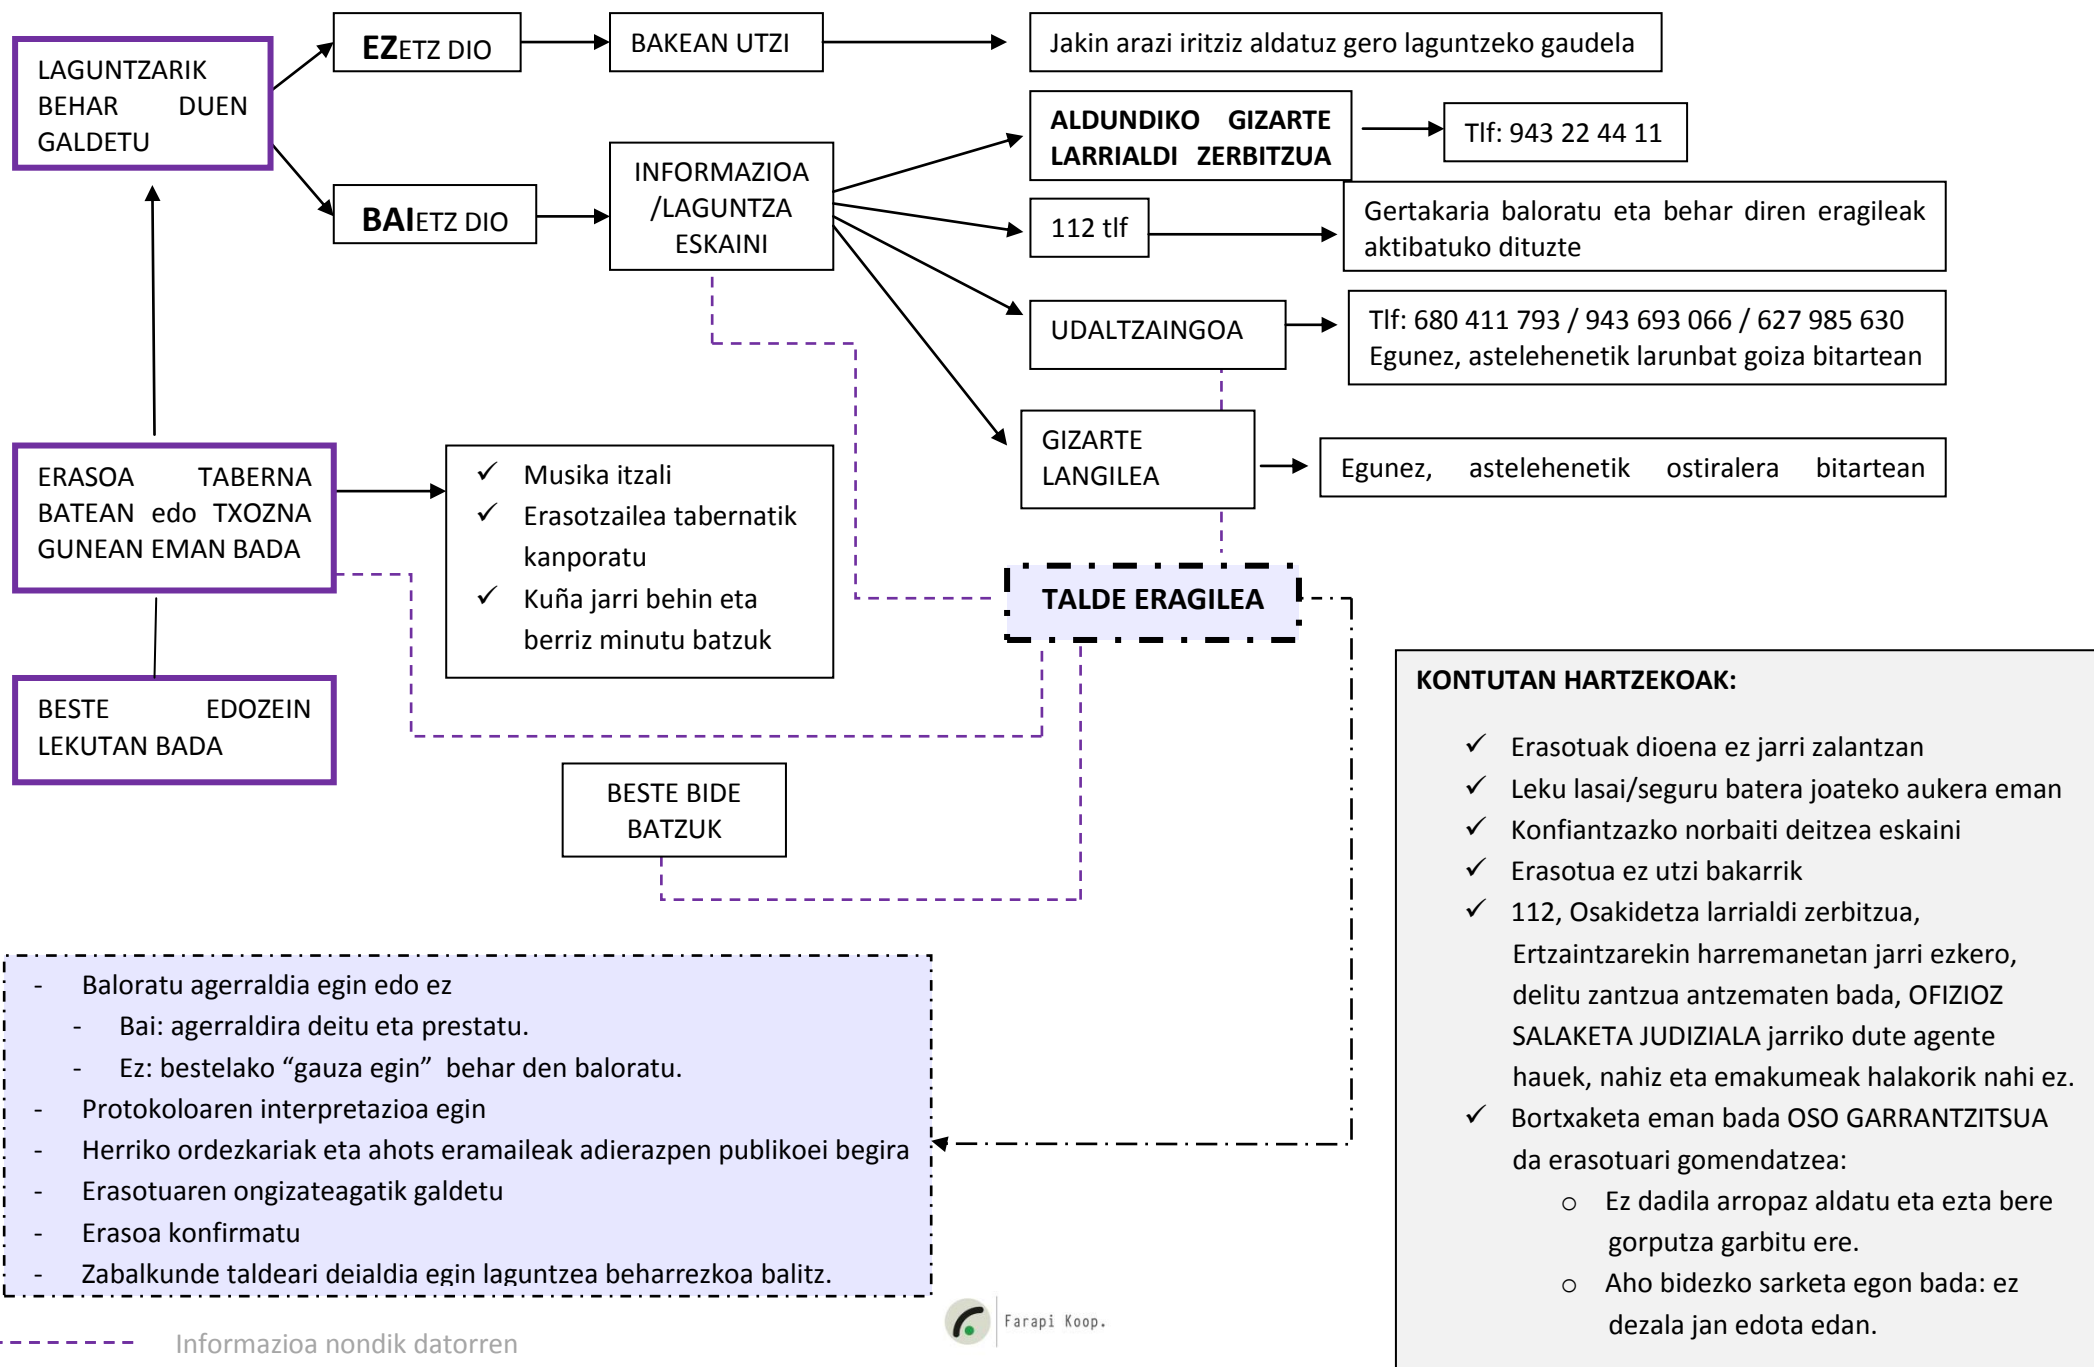 LAGUNTZARIK
BEHAR DUEN
GALDETU
EZETZ DIO
BAKEAN UTZI
Jakin arazi iritziz aldatuz gero laguntzeko gaudela
BAIETZ DIO
INFORMAZIOA
/LAGUNTZA
ESKAINI
ALDUNDIKO GIZARTE
LARRIALDI ZERBITZUA
Tlf: 943 22 44 11
112 tlf
Gertakaria baloratu eta behar diren eragileak
aktibatuko dituzte
UDALTZAINGOA
Tlf: 680 411 793 / 943 693 066 / 627 985 630
Egunez, astelehenetik larunbat goiza bitartean
GIZARTE
LANGILEA
Egunez, astelehenetik ostiralera bitartean
ERASOA TABERNA
BATEAN edo TXOZNA
GUNEAN EMAN BADA
✓ Musika itzali
✓ Erasotzailea tabernatik
kanporatu
✓ Kuña jarri behin eta
berriz minutu batzuk
TALDE ERAGILEA
BESTE EDOZEIN
LEKUTAN BADA
BESTE BIDE
BATZUK
KONTUTAN HARTZEKOAK:
✓ Erasotuak dioena ez jarri zalantzan
✓ Leku lasai/seguru batera joateko aukera eman
✓ Konfiantzazko norbaiti deitzea eskaini
✓ Erasotua ez utzi bakarrik
✓ 112, Osakidetza larrialdi zerbitzua,
Ertzaintzarekin harremanetan jarri ezkero,
delitu zantzua antzematen bada, OFIZIOZ
SALAKETA JUDIZIALA jarriko dute agente
hauek, nahiz eta emakumeak halakorik nahi ez.
✓ Bortxaketa eman bada OSO GARRANTZITSUA
da erasotuari gomendatzea:
o Ez dadila arropaz aldatu eta ezta bere
gorputza garbitu ere.
o Aho bidezko sarketa egon bada: ez
dezala jan edota edan.
- Baloratu agerraldia egin edo ez
- Bai: agerraldira deitu eta prestatu.
- Ez: bestelako “gauza egin” behar den baloratu.
- Protokoloaren interpretazioa egin
- Herriko ordezkariak eta ahots eramaileak adierazpen publikoei begira
- Erasotuaren ongizateagatik galdetu
- Erasoa konfirmatu
- Zabalkunde taldeari deialdia egin laguntzea beharrezkoa balitz.
Informazioa nondik datorren
Farapi Koop.